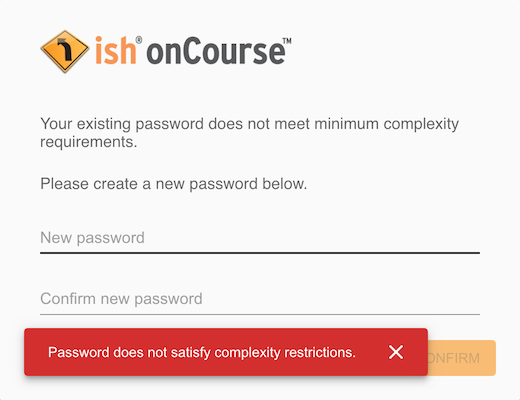 ish® onCourse™
Your existing password does not meet minimum complexity
requirements.
Please create a new password below.
New password
Confirm new password
Password does not satisfy complexity restrictions.
ONFIRM